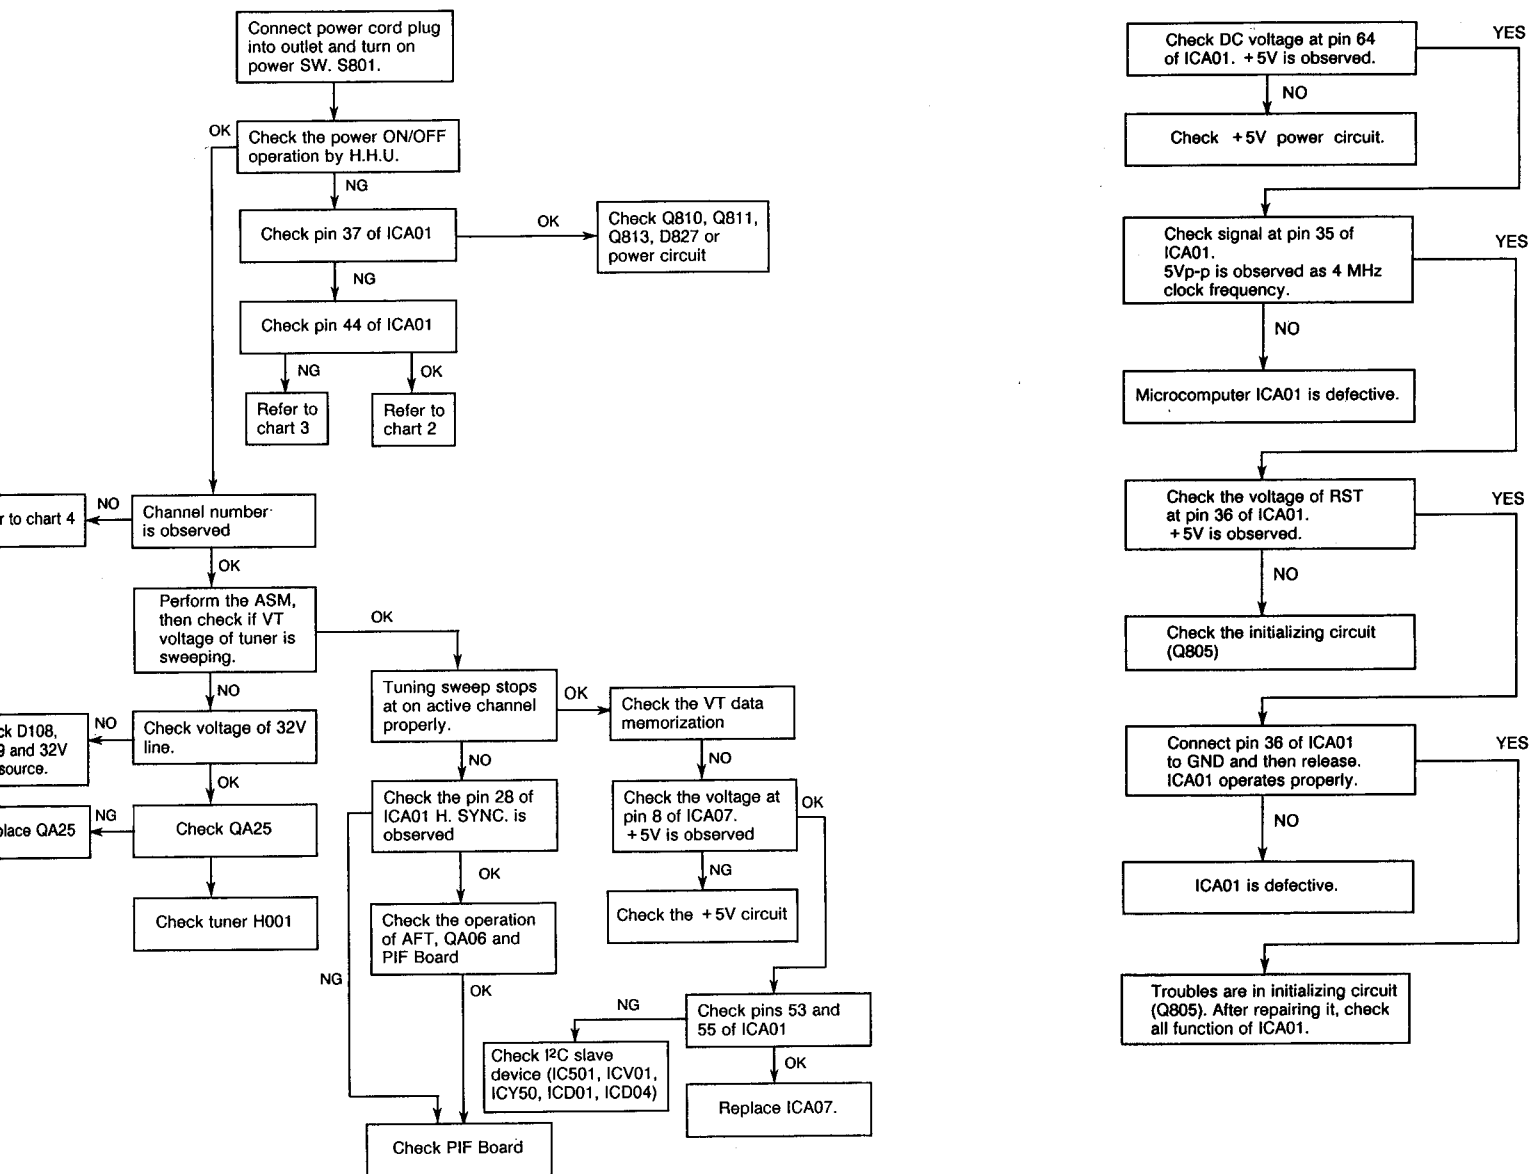 Connect power cord plug
into outlet and turn on
power SW. S801.
OK
Check the power ON/OFF
operation by H.H.U.
NG
Check pin 37 of ICA01
OK
Check Q810, Q811,
Q813, D827 or
power circuit
NG
Check pin 44 of ICA01
NG
OK
Refer to
chart 3
Refer to
chart 2
r to chart 4
NO
Channel number
is observed
OK
Perform the ASM,
then check if VT
voltage of tuner is
sweeping.
OK
NO
Tuning sweep stops
at on active channel
properly.
OK
Check the VT data
memorization
ck D108,
9 and 32V
source.
NO
Check voltage of 32V
line.
OK
NO
NO
Check the pin 28 of
ICA01 H. SYNC. is
observed
Check the voltage at
pin 8 of ICA07.
+5V is observed
OK
place QA25
NG
Check QA25
OK
NG
Check tuner H001
Check the operation
of AFT, QA06 and
PIF Board
Check the +5V circuit
NG
OK
NG
Check pins 53 and
55 of ICA01
Check I²C slave
device (IC501, ICV01,
ICY50, ICD01, ICD04)
OK
Replace ICA07.
Check PIF Board
Check DC voltage at pin 64
of ICA01. +5V is observed.
YES
NO
Check +5V power circuit.
Check signal at pin 35 of
ICA01.
5Vp-p is observed as 4 MHz
clock frequency.
YES
NO
Microcomputer ICA01 is defective.
Check the voltage of RST
at pin 36 of ICA01.
+5V is observed.
YES
NO
Check the initializing circuit
(Q805)
Connect pin 36 of ICA01
to GND and then release.
ICA01 operates properly.
YES
NO
ICA01 is defective.
Troubles are in initializing circuit
(Q805). After repairing it, check
all function of ICA01.